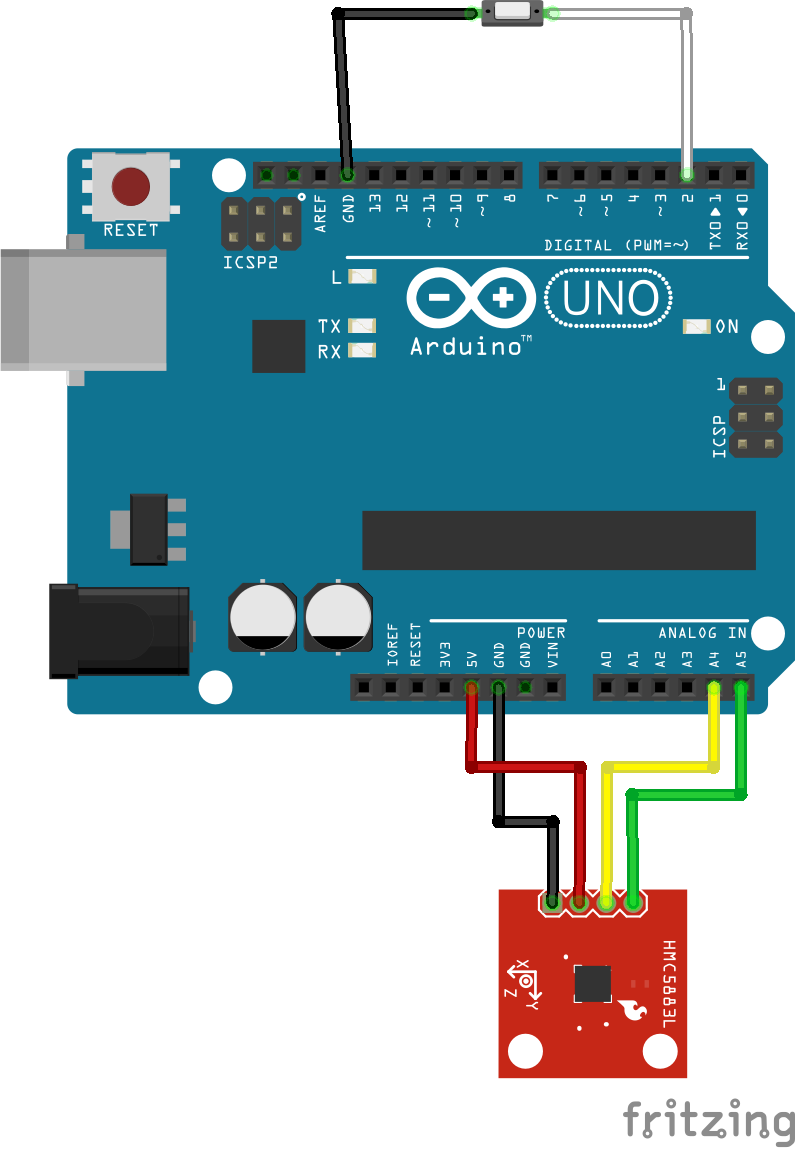 RESET
ICSP2
AREF
GND
13
12
~11
~10
~9
8
7
~6
~5
4
~3
2
TX0▶1
RX0◀0
DIGITAL (PWM=~)
L
TX
RX
Arduino™
UNO
ON
1
ICSP
IOREF
RESET
3V3
5V
GND
GND
VIN
POWER
A0
A1
A2
A3
A4
A5
ANALOG IN
HMC5883L
X
Y
Z
fritzing